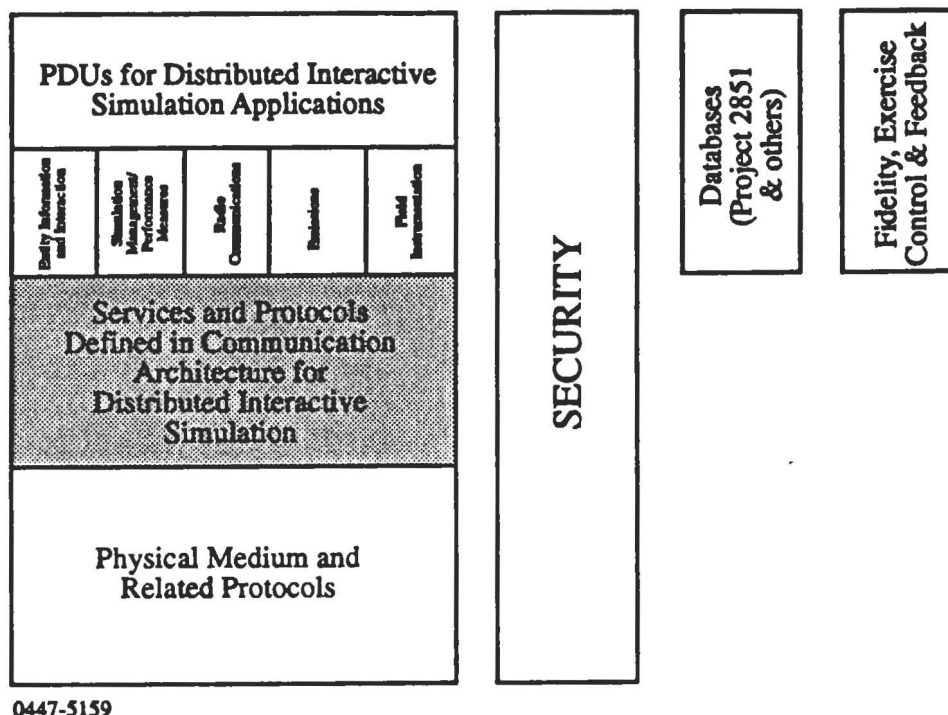 PDUs for Distributed Interactive
Simulation Applications
Entity Information
and Interaction
Simulation
Management/
Performance
Measures
Radio
Communications
Emissions
Field
Instrumentation
Services and Protocols
Defined in Communication
Architecture for
Distributed Interactive
Simulation
Physical Medium and
Related Protocols
SECURITY
Databases
(Project 2851
& others)
Fidelity, Exercise
Control & Feedback
0447-5159